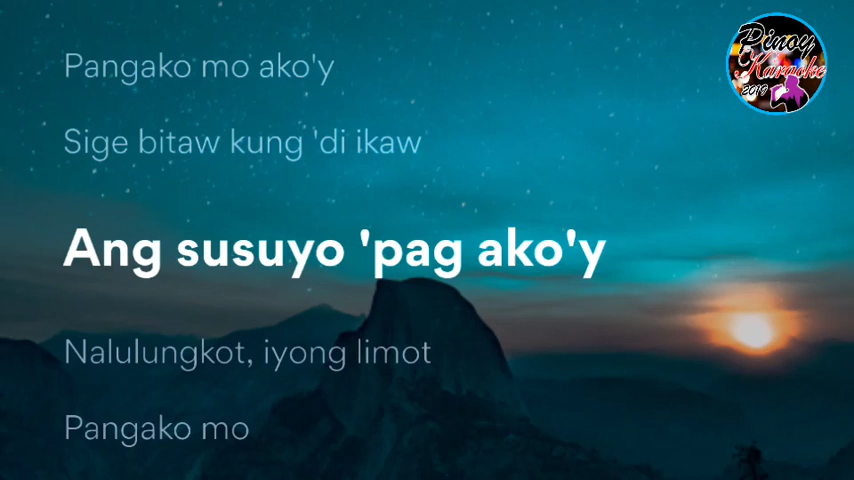 Pinoy
Karaoke
2019
Pangako mo ako'y
Sige bitaw kung 'di ikaw
Ang susuyo 'pag ako'y
Nalulungkot, iyong limot
Pangako mo